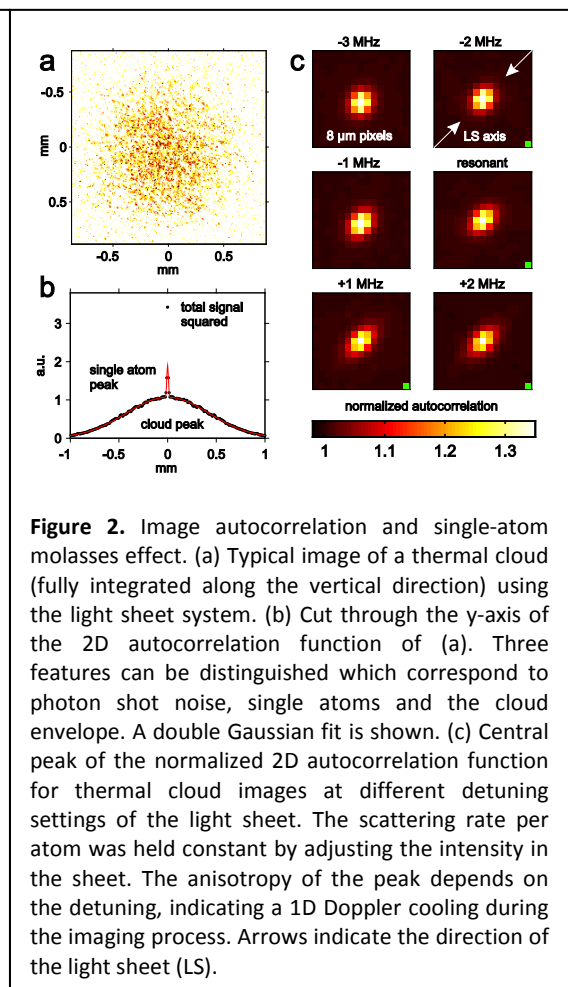 a
-0.5
0
0.5
mm
-0.5 0 0.5
mm
b
3
2
1
0
a.u.
total signal
squared
single atom
peak
cloud peak
-1 -0.5 0 0.5 1
mm
c
-3 MHz
-2 MHz
8 µm pixels
LS axis
-1 MHz
resonant
+1 MHz
+2 MHz
normalized autocorrelation
1 1.1 1.2 1.3
Figure 2. Image autocorrelation and single-atom
molasses effect. (a) Typical image of a thermal cloud
(fully integrated along the vertical direction) using
the light sheet system. (b) Cut through the y-axis of
the 2D autocorrelation function of (a). Three
features can be distinguished which correspond to
photon shot noise, single atoms and the cloud
envelope. A double Gaussian fit is shown. (c) Central
peak of the normalized 2D autocorrelation function
for thermal cloud images at different detuning
settings of the light sheet. The scattering rate per
atom was held constant by adjusting the intensity in
the sheet. The anisotropy of the peak depends on
the detuning, indicating a 1D Doppler cooling during
the imaging process. Arrows indicate the direction of
the light sheet (LS).